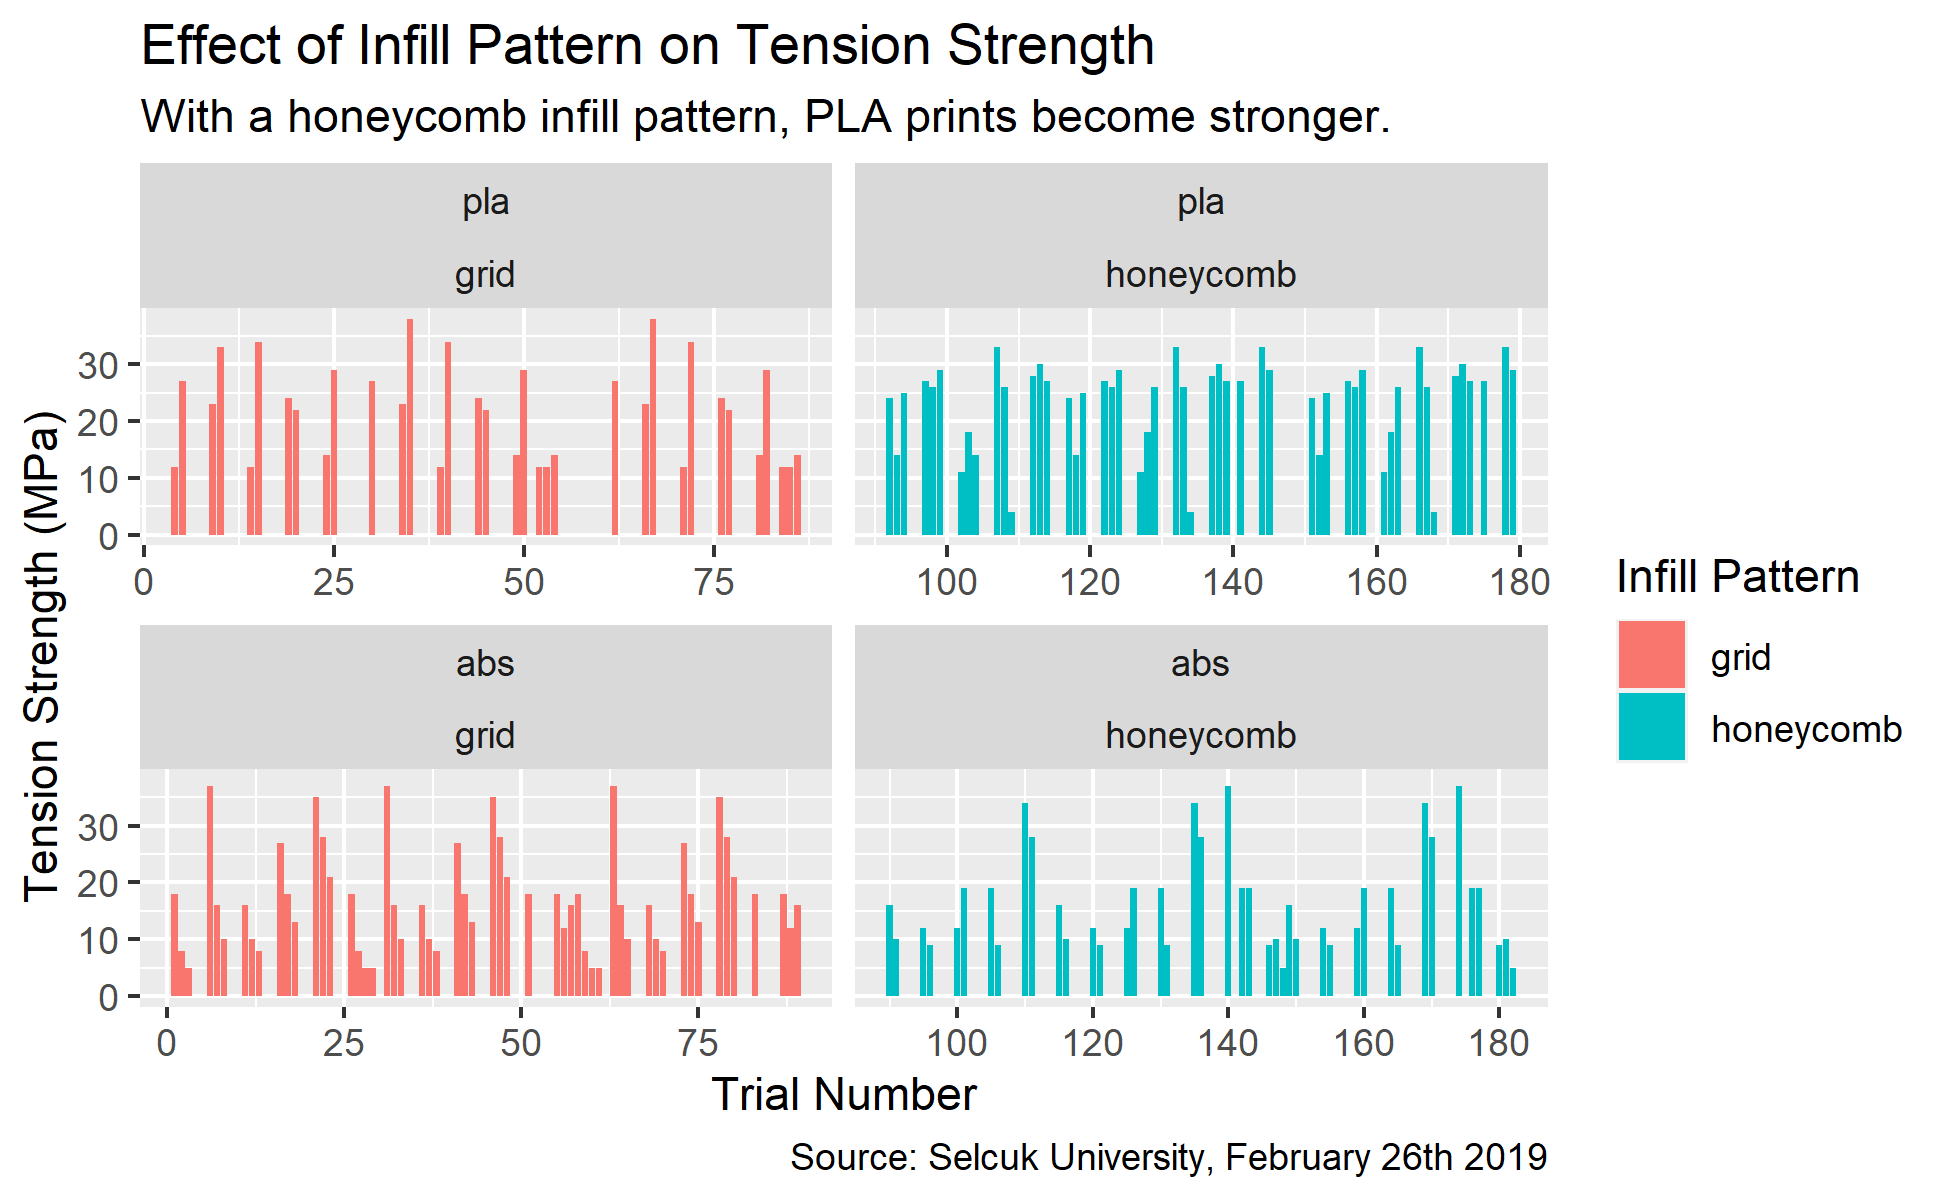 Effect of Infill Pattern on Tension Strength
With a honeycomb infill pattern, PLA prints become stronger.
pla
grid
pla
honeycomb
Tension Strength (MPa)
30
20
10
0
0 25 50 75
100 120 140 160 180
abs
grid
abs
honeycomb
30
20
10
0
0 25 50 75
100 120 140 160 180
Trial Number
Infill Pattern
grid
honeycomb
Source: Selcuk University, February 26th 2019